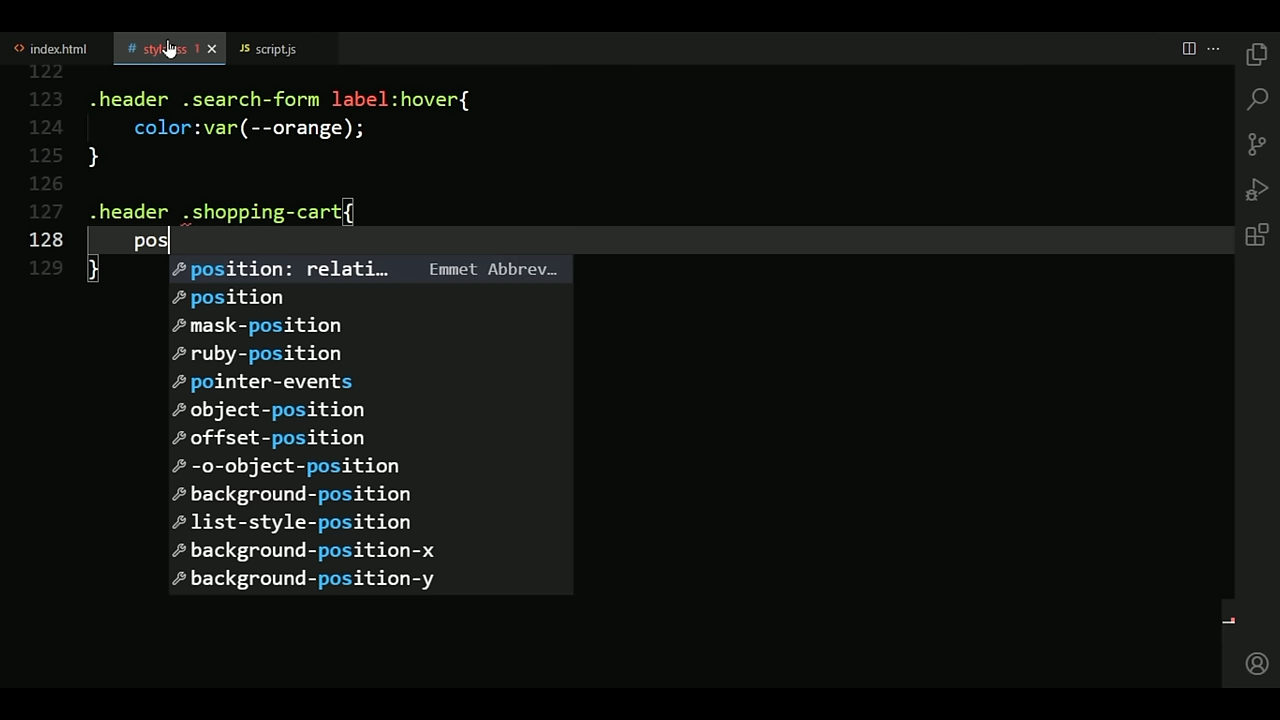 index.html
# 1
JS script.js
122
123 .header .search-form label:hover{
124 color:var(--orange);
125 }
126
127 .header .shopping-cart{
128 pos
129 }
position: relati… Emmet Abbrev…
position
mask-position
ruby-position
pointer-events
object-position
offset-position
-o-object-position
background-position
list-style-position
background-position-x
background-position-y